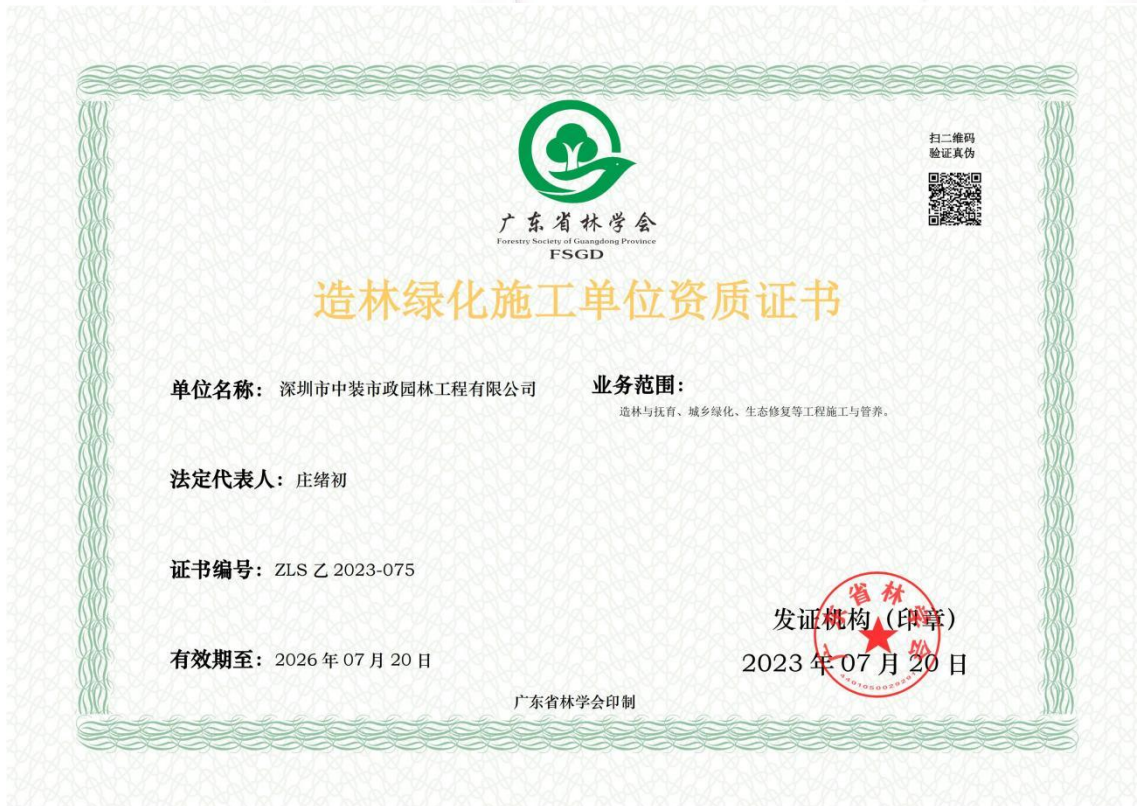 扫二维码
验证真伪
广东省林学会
Forestry Society of Guangdong Province
FSGD
造林绿化施工单位资质证书
单位名称：深圳市中装市政园林工程有限公司
业务范围：
造林与抚育、城乡绿化、生态修复等工程施工与管养。
法定代表人：庄绪初
证书编号：ZLS 乙 2023-075
广东省林学会
发证机构（印章）
有效期至：2026 年 07 月 20 日
2023 年 07 月 20 日
广东省林学会印制